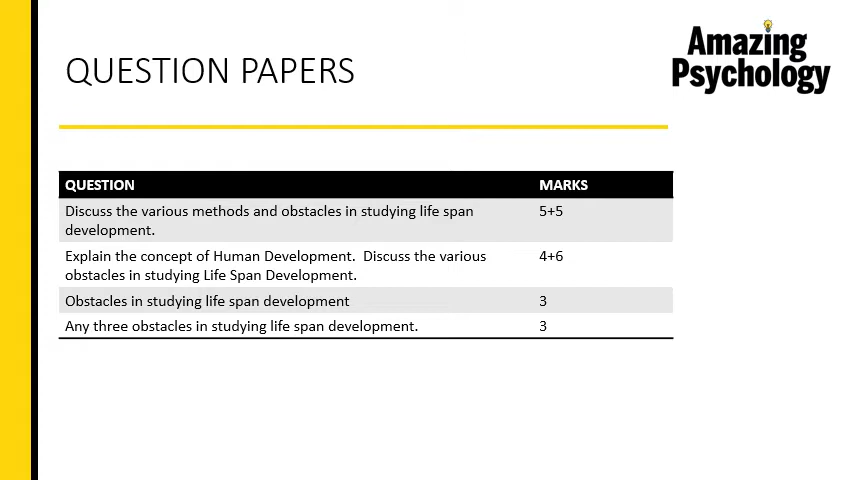 Amazing
Psychology
QUESTION PAPERS
QUESTION MARKS
Discuss the various methods and obstacles in studying life span 5+5
development.
Explain the concept of Human Development.  Discuss the various 4+6
obstacles in studying Life Span Development.
Obstacles in studying life span development 3
Any three obstacles in studying life span development. 3